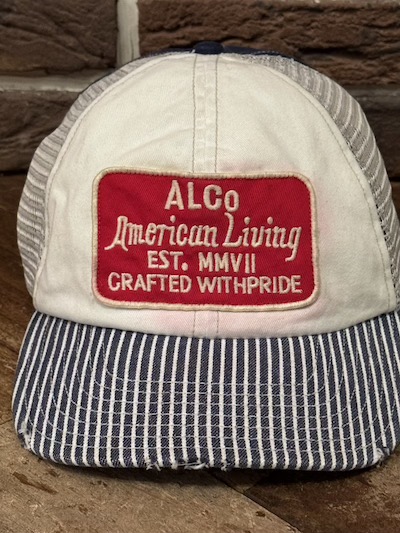 ALCo
American Living
EST. MMVII
CRAFTED WITHPRIDE